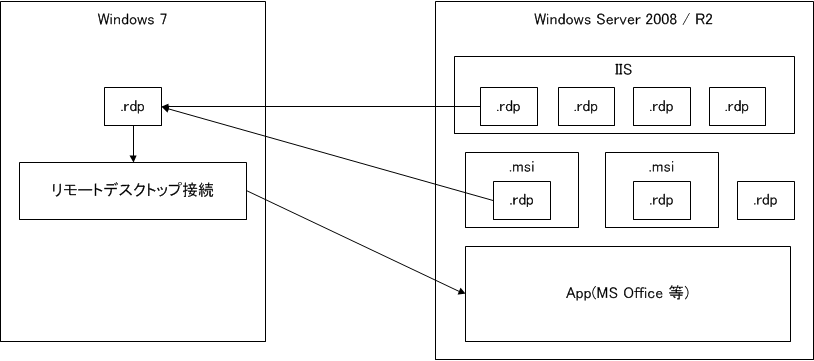 Windows 7
Windows Server 2008 / R2
IIS
.rdp
.rdp
.rdp
.rdp
.rdp
.msi
.msi
.rdp
.rdp
.rdp
リモートデスクトップ接続
App(MS Office 等)